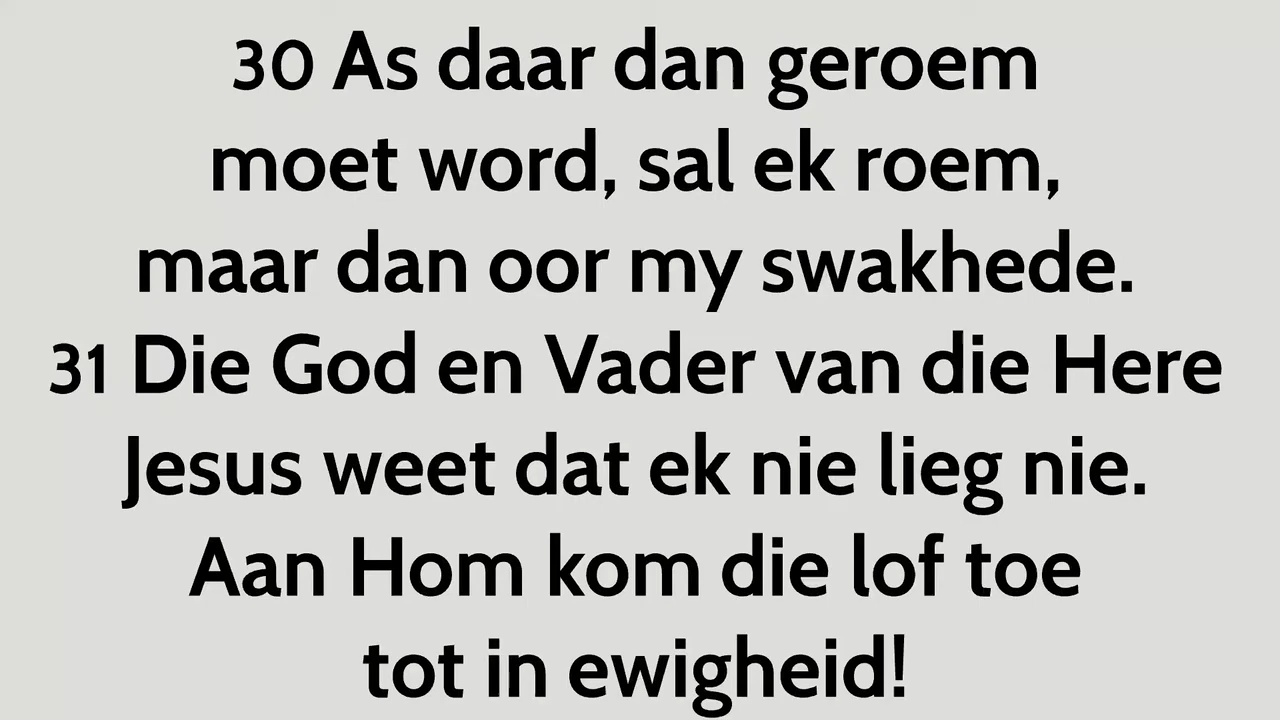 30 As daar dan geroem
moet word, sal ek roem,
maar dan oor my swakhede.
31 Die God en Vader van die Here
Jesus weet dat ek nie lieg nie.
Aan Hom kom die lof toe
tot in ewigheid!